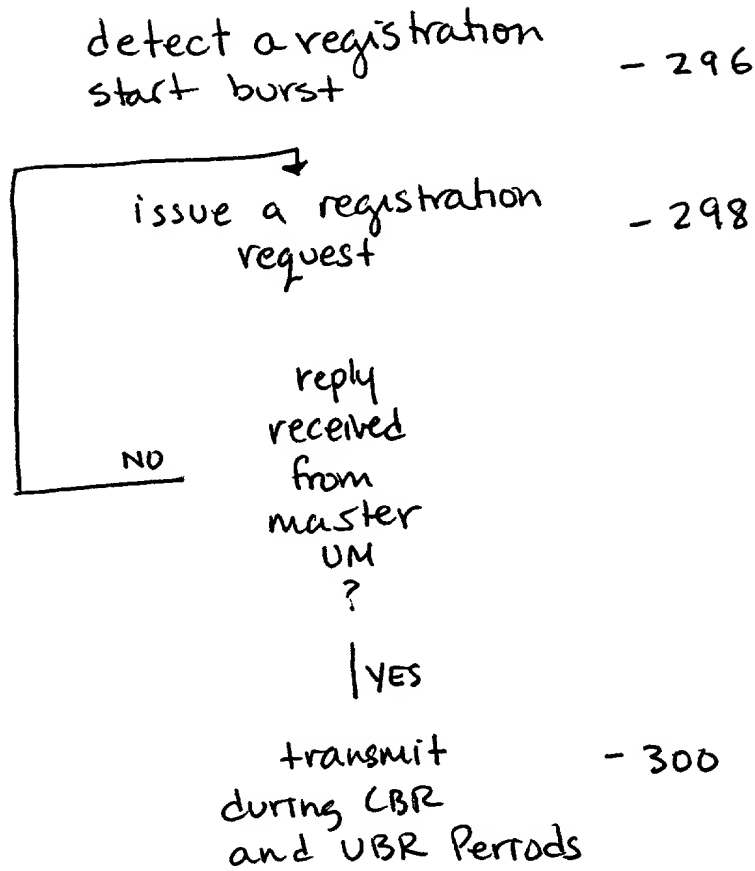 detect a registration
start burst - 296
issue a registration - 298
request
reply
received
NO from
master
UM
?
YES
transmit - 300
during CBR
and UBR Periods